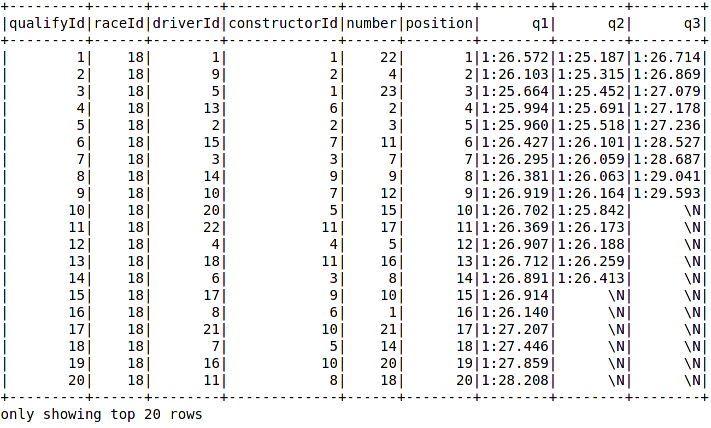 +---------+------+--------+-------------+------+--------+--------+--------+--------+
|qualifyId|raceId|driverId|constructorId|number|position|      q1|      q2|      q3|
+---------+------+--------+-------------+------+--------+--------+--------+--------+
|        1|    18|       1|            1|    22|       1|1:26.572|1:25.187|1:26.714|
|        2|    18|       9|            2|     4|       2|1:26.103|1:25.315|1:26.869|
|        3|    18|       5|            1|    23|       3|1:25.664|1:25.452|1:27.079|
|        4|    18|      13|            6|     2|       4|1:25.994|1:25.691|1:27.178|
|        5|    18|       2|            2|     3|       5|1:25.960|1:25.518|1:27.236|
|        6|    18|      15|            7|    11|       6|1:26.427|1:26.101|1:28.527|
|        7|    18|       3|            3|     7|       7|1:26.295|1:26.059|1:28.687|
|        8|    18|      14|            9|     9|       8|1:26.381|1:26.063|1:29.041|
|        9|    18|      10|            7|    12|       9|1:26.919|1:26.164|1:29.593|
|       10|    18|      20|            5|    15|      10|1:26.702|1:25.842|      \N|
|       11|    18|      22|           11|    17|      11|1:26.369|1:26.173|      \N|
|       12|    18|       4|            4|     5|      12|1:26.907|1:26.188|      \N|
|       13|    18|      18|           11|    16|      13|1:26.712|1:26.259|      \N|
|       14|    18|       6|            3|     8|      14|1:26.891|1:26.413|      \N|
|       15|    18|      17|            9|    10|      15|1:26.914|      \N|      \N|
|       16|    18|       8|            6|     1|      16|1:26.140|      \N|      \N|
|       17|    18|      21|           10|    21|      17|1:27.207|      \N|      \N|
|       18|    18|       7|            5|    14|      18|1:27.446|      \N|      \N|
|       19|    18|      16|           10|    20|      19|1:27.859|      \N|      \N|
|       20|    18|      11|            8|    18|      20|1:28.208|      \N|      \N|
+---------+------+--------+-------------+------+--------+--------+--------+--------+
only showing top 20 rows